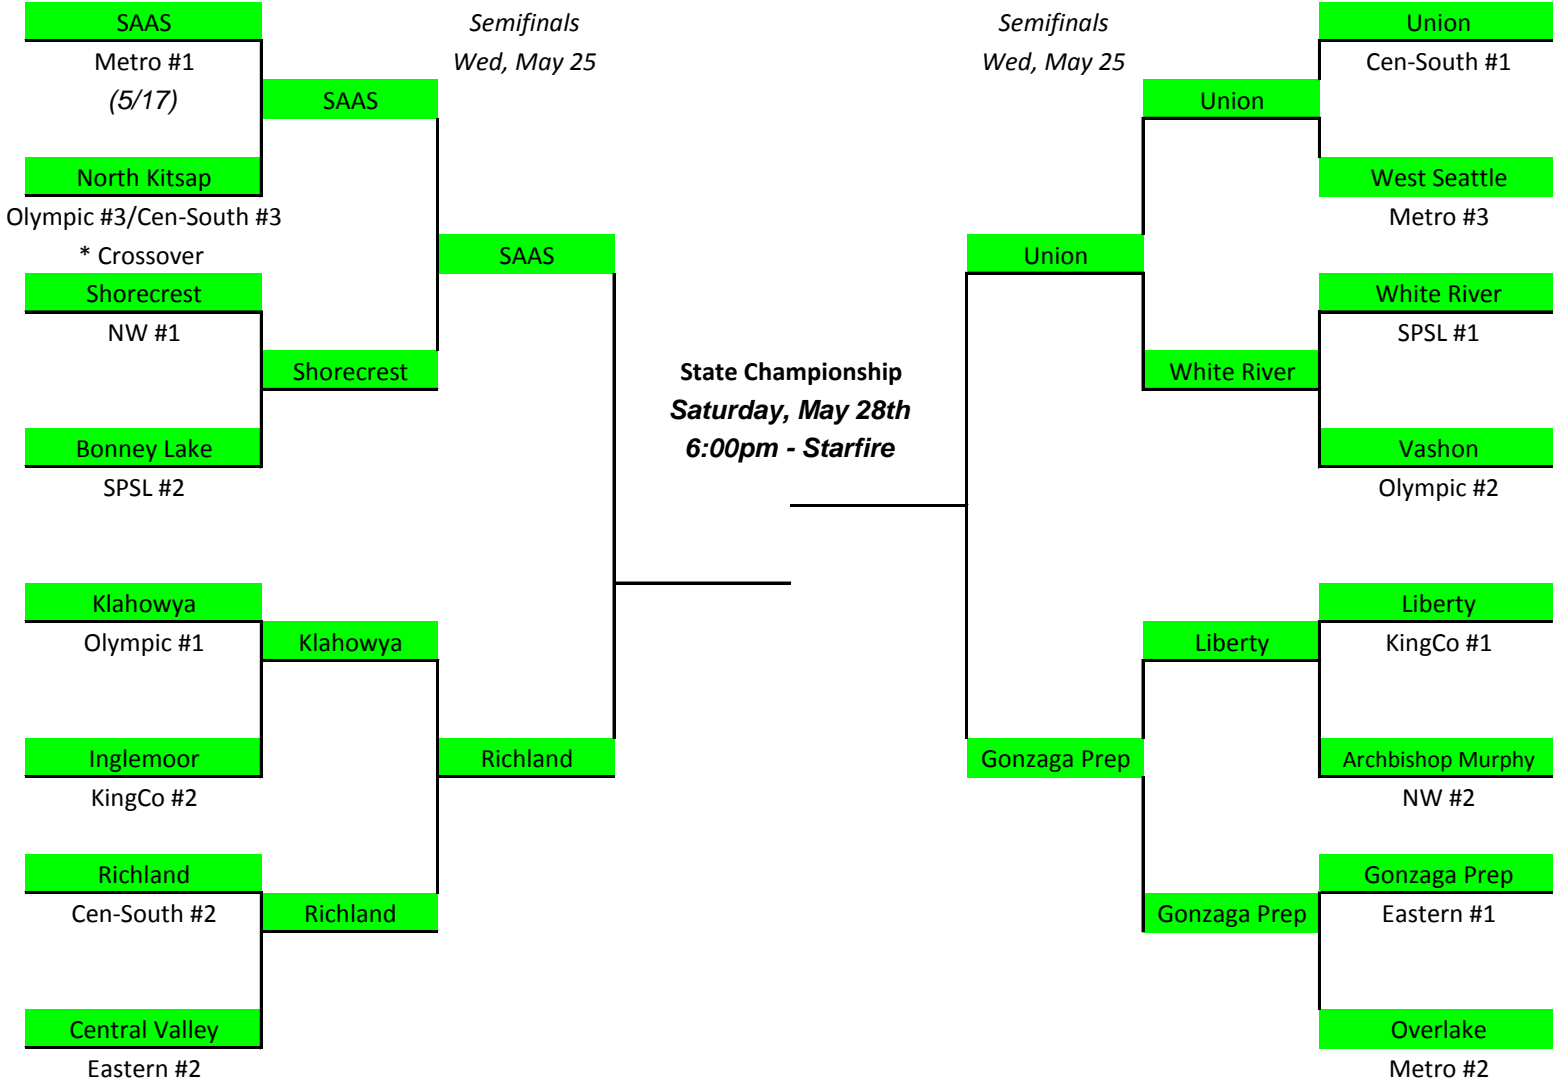 SAAS
Semifinals
Semifinals
Union
Metro #1
Wed, May 25
Wed, May 25
Cen-South #1
(5/17)
SAAS
Union
North Kitsap
West Seattle
Olympic #3/Cen-South #3
Metro #3
* Crossover
SAAS
Union
Shorecrest
White River
NW #1
SPSL #1
Shorecrest
State Championship
White River
Saturday, May 28th
6:00pm - Starfire
Bonney Lake
Vashon
SPSL #2
Olympic #2
Klahowya
Liberty
Olympic #1
Klahowya
Liberty
KingCo #1
Inglemoor
Richland
Gonzaga Prep
Archbishop Murphy
KingCo #2
NW #2
Richland
Gonzaga Prep
Cen-South #2
Richland
Gonzaga Prep
Eastern #1
Central Valley
Overlake
Eastern #2
Metro #2